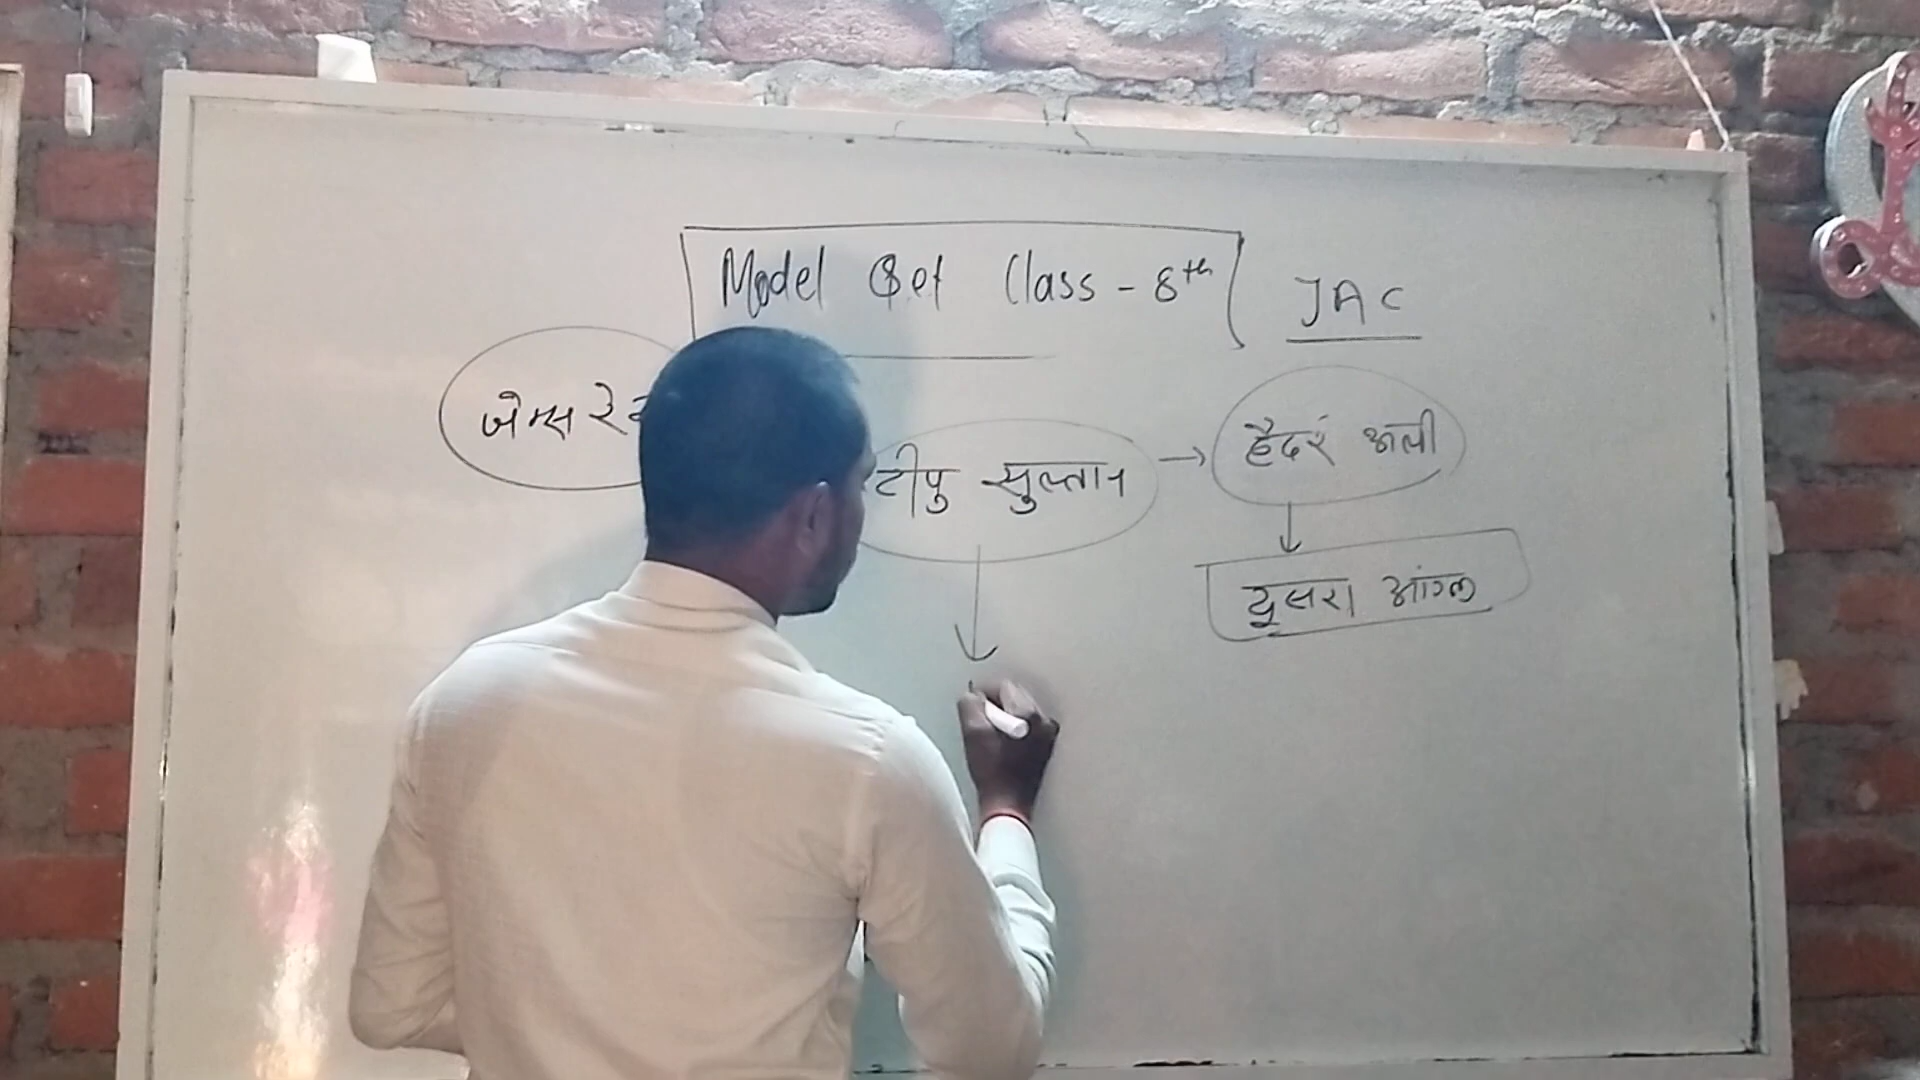 Model Set Class - 8th
JAC
जेम्स
टीपु सुल्तान → हैदर अली
दूसरा आंग्ल